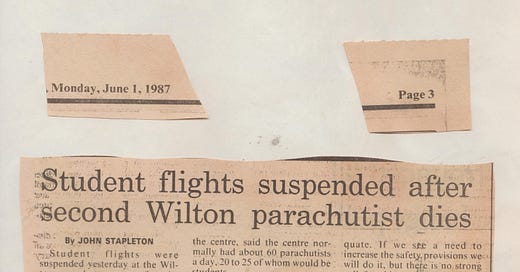 , Monday, June 1, 1987
Page 3
Student flights suspended after
second Wilton parachutist dies
By JOHN STAPLETON
Student flights were
suspended yesterday at the Wil-
the centre, said the centre nor-
mally had about 60 parachutists
a day, 20 to 25 of whom would be
students
quate. If we see a need to
increase the safety provisions we
will do it, but there is no strong